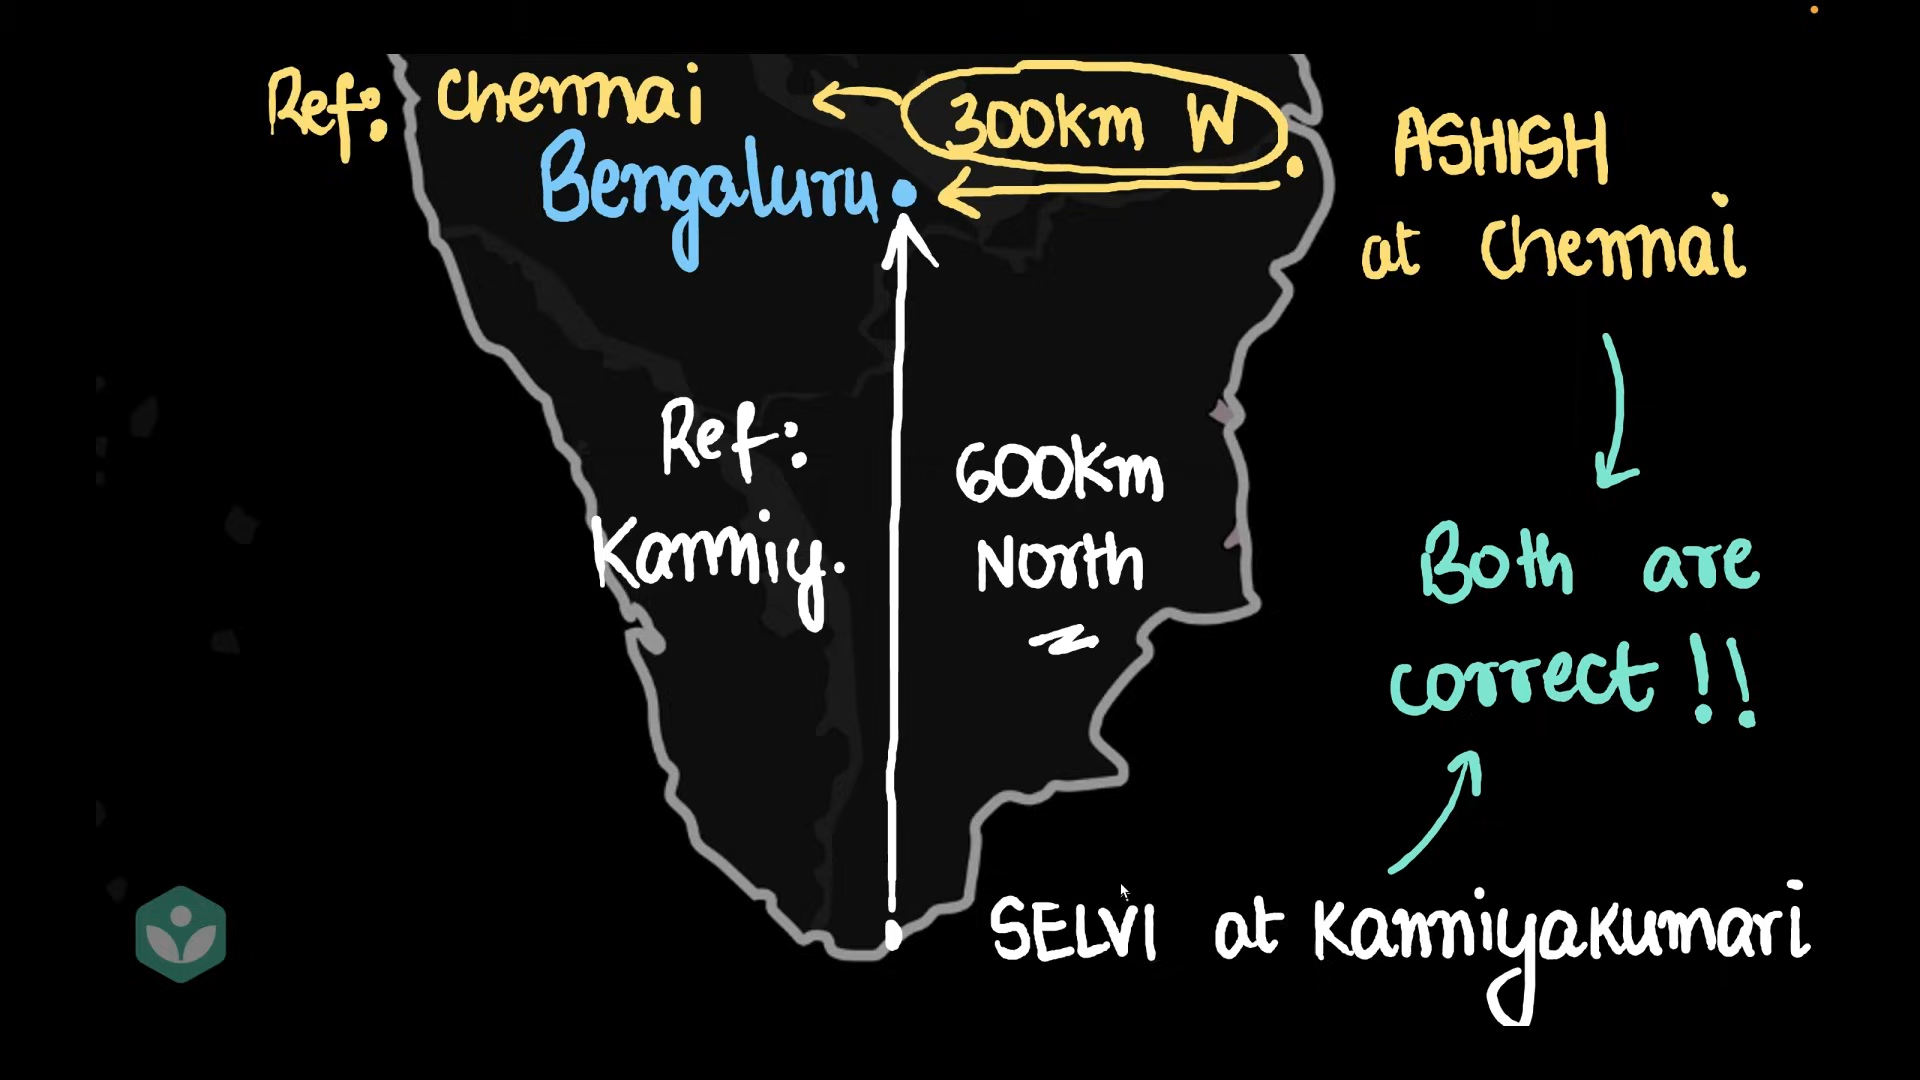 Ref: Chennai
300km W
Bengaluru
ASHISH
at Chennai
Ref:
Kanniy.
600km
North
Both are
correct!!
SELVI at Kanniyakumari